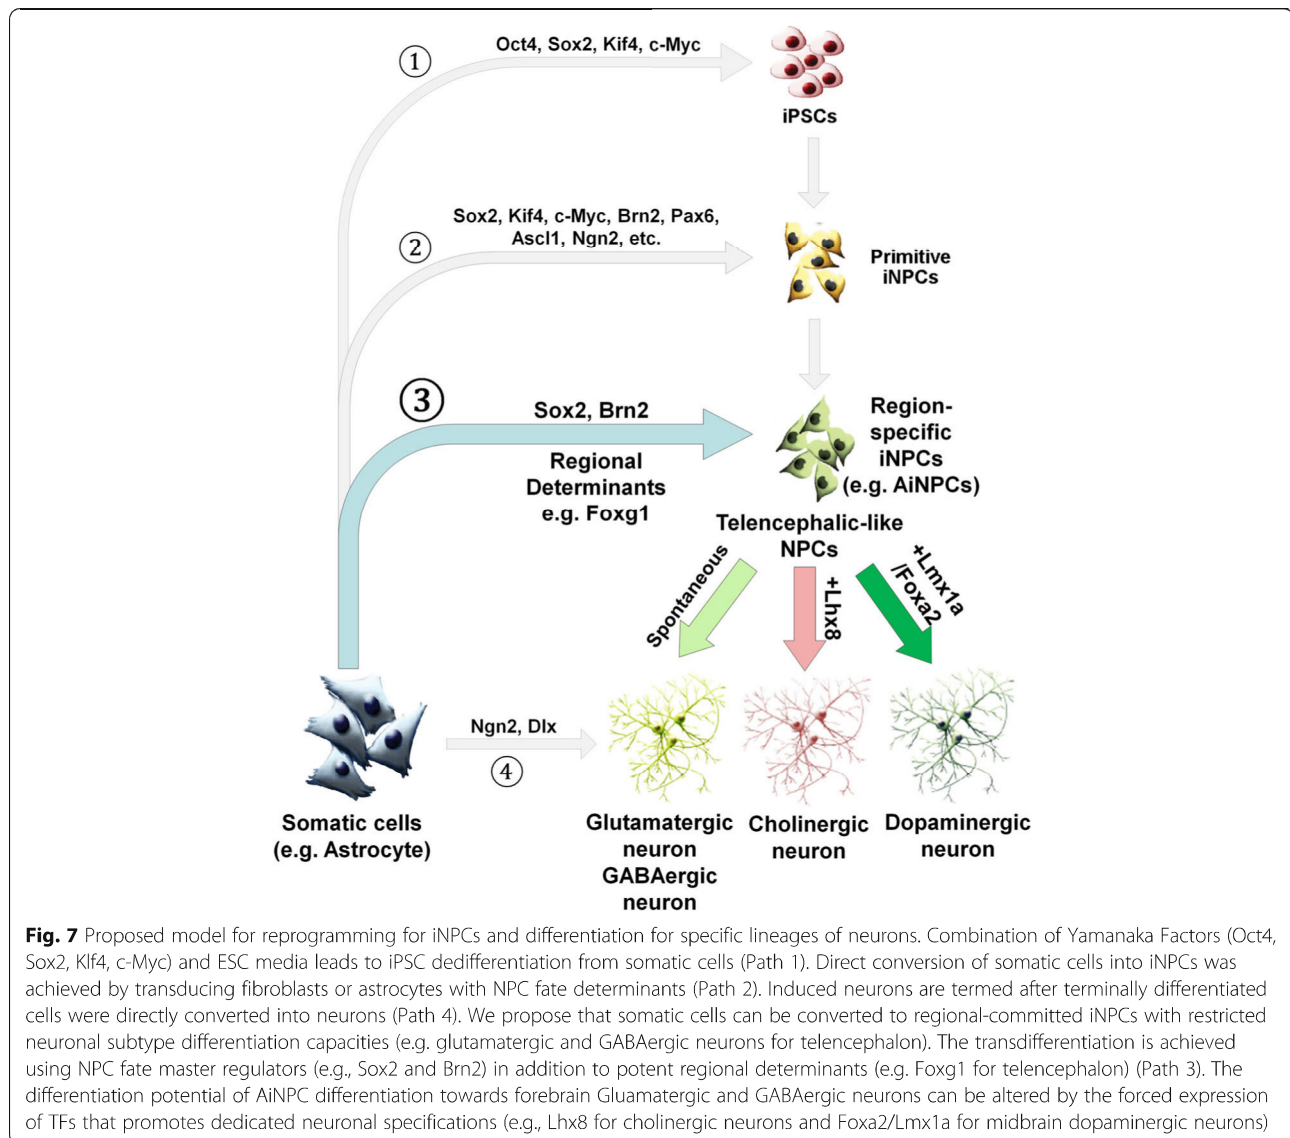 ①
Oct4, Sox2, Kif4, c-Myc
iPSCs
②
Sox2, Kif4, c-Myc, Brn2, Pax6,
Ascl1, Ngn2, etc.
Primitive
iNPCs
③
Sox2, Brn2
Regional
Determinants
e.g. Foxg1
Region-
specific
iNPCs
(e.g. AiNPCs)
Telencephalic-like
NPCs
Spontaneous
+Lhx8
+Lmx1a
/Foxa2
Ngn2, Dlx
④
Somatic cells
(e.g. Astrocyte)
Glutamatergic
neuron
GABAergic
neuron
Cholinergic
neuron
Dopaminergic
neuron
Fig. 7 Proposed model for reprogramming for iNPCs and differentiation for specific lineages of neurons. Combination of Yamanaka Factors (Oct4,
Sox2, Klf4, c-Myc) and ESC media leads to iPSC dedifferentiation from somatic cells (Path 1). Direct conversion of somatic cells into iNPCs was
achieved by transducing fibroblasts or astrocytes with NPC fate determinants (Path 2). Induced neurons are termed after terminally differentiated
cells were directly converted into neurons (Path 4). We propose that somatic cells can be converted to regional-committed iNPCs with restricted
neuronal subtype differentiation capacities (e.g. glutamatergic and GABAergic neurons for telencephalon). The transdifferentiation is achieved
using NPC fate master regulators (e.g., Sox2 and Brn2) in addition to potent regional determinants (e.g. Foxg1 for telencephalon) (Path 3). The
differentiation potential of AiNPC differentiation towards forebrain Gluamatergic and GABAergic neurons can be altered by the forced expression
of TFs that promotes dedicated neuronal specifications (e.g., Lhx8 for cholinergic neurons and Foxa2/Lmx1a for midbrain dopaminergic neurons)